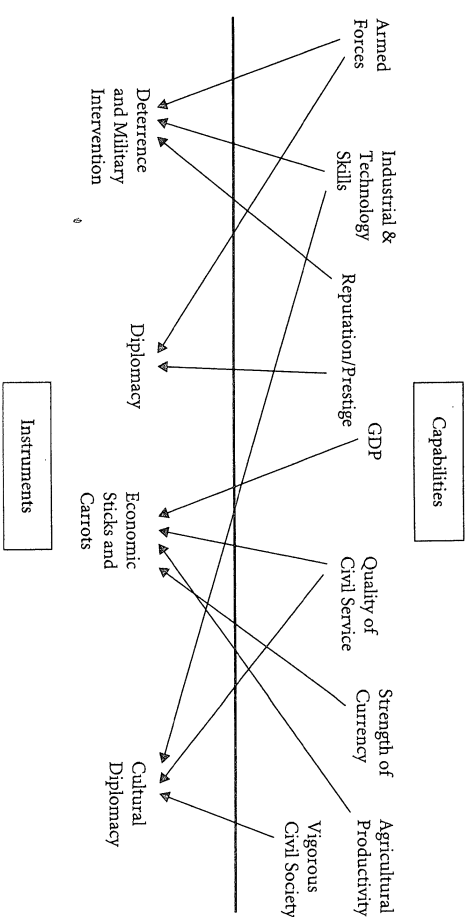 Capabilities
Armed
Forces
Industrial &
Technology
Skills
Reputation/Prestige
GDP
Quality of
Civil Service
Strength of
Currency
Agricultural
Productivity
Vigorous
Civil Society
Deterrence
and Military
Intervention
Diplomacy
Economic
Sticks and
Carrots
Cultural
Diplomacy
Instruments